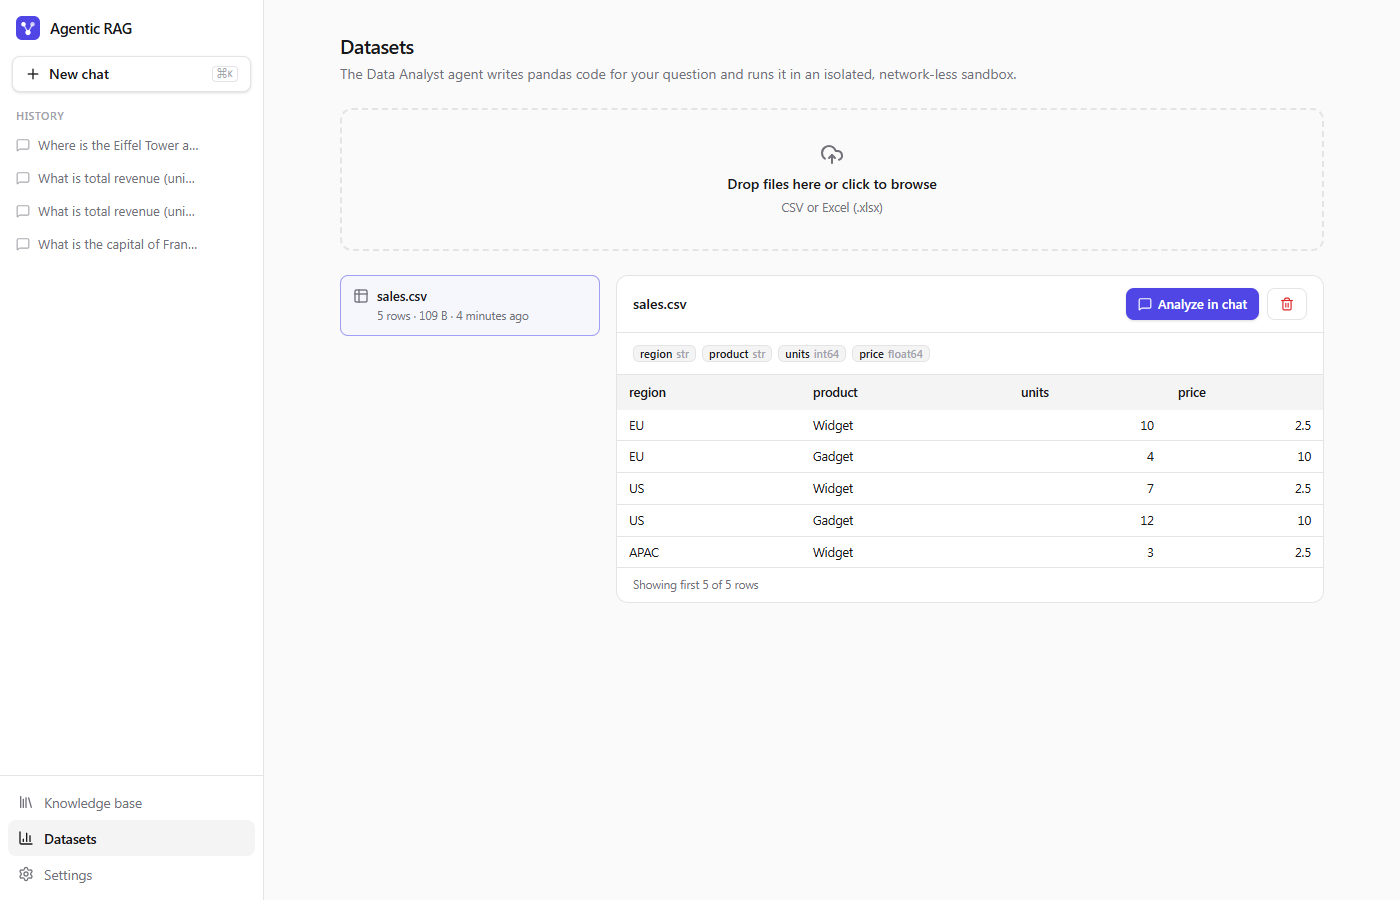 Agentic RAG
New chat ⌘K
HISTORY
Where is the Eiffel Tower a...
What is total revenue (uni...
What is total revenue (uni...
What is the capital of Fran...
Knowledge base
Datasets
Settings
Datasets
The Data Analyst agent writes pandas code for your question and runs it in an isolated, network-less sandbox.
Drop files here or click to browse
CSV or Excel (.xlsx)
sales.csv
5 rows · 109 B · 4 minutes ago
sales.csv Analyze in chat
region str product str units int64 price float64
region product units price
EU Widget 10 2.5
EU Gadget 4 10
US Widget 7 2.5
US Gadget 12 10
APAC Widget 3 2.5
Showing first 5 of 5 rows